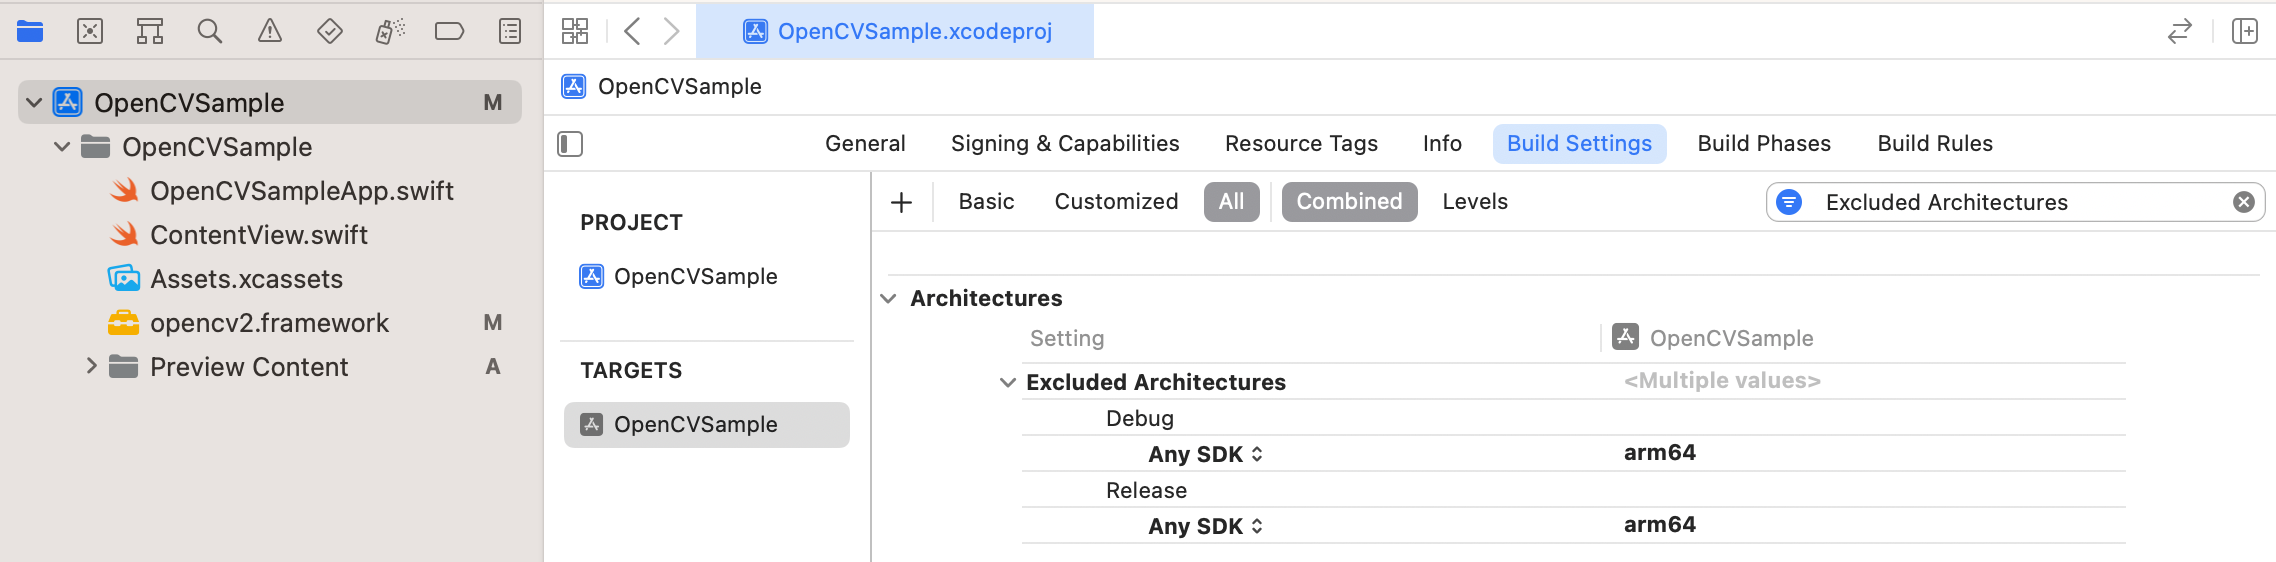 OpenCVSample.xcodeproj
OpenCVSample M
OpenCVSample
OpenCVSampleApp.swift
ContentView.swift
Assets.xcassets
opencv2.framework M
Preview Content A
OpenCVSample
General Signing & Capabilities Resource Tags Info Build Settings Build Phases Build Rules
PROJECT
OpenCVSample
TARGETS
OpenCVSample
Basic Customized All Combined Levels Excluded Architectures
Architectures
Setting OpenCVSample
Excluded Architectures <Multiple values>
Debug
Any SDK arm64
Release
Any SDK arm64